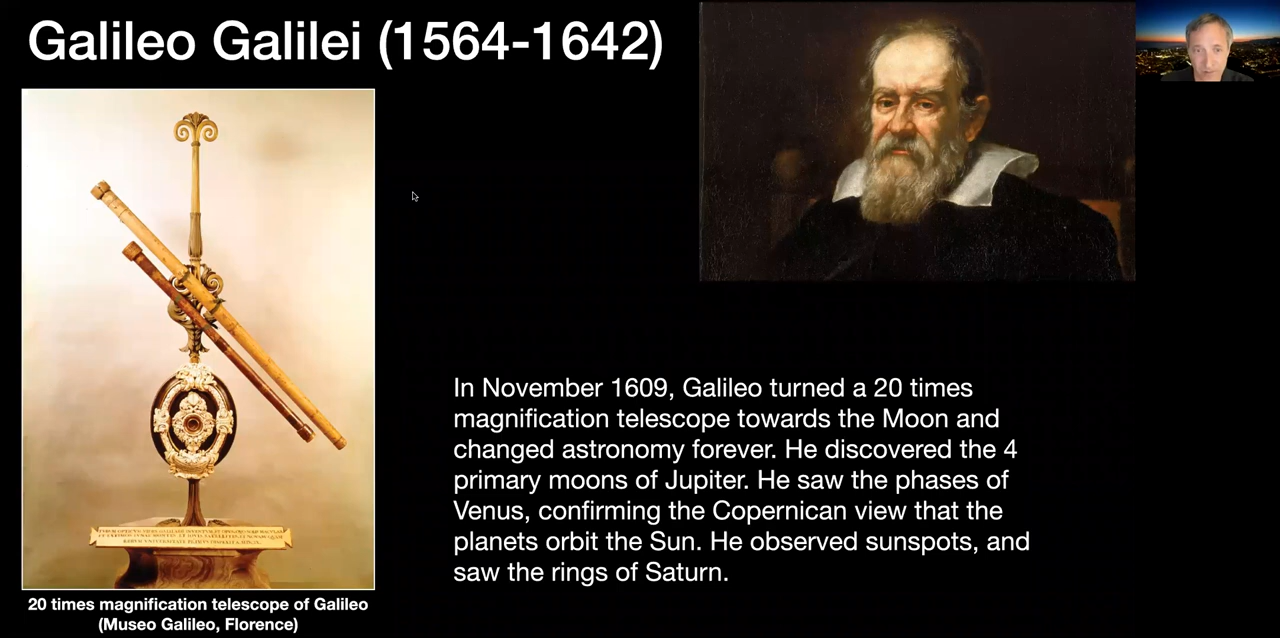 Galileo Galilei (1564-1642)
In November 1609, Galileo turned a 20 times
magnification telescope towards the Moon and
changed astronomy forever. He discovered the 4
primary moons of Jupiter. He saw the phases of
Venus, confirming the Copernican view that the
planets orbit the Sun. He observed sunspots, and
saw the rings of Saturn.
20 times magnification telescope of Galileo
(Museo Galileo, Florence)